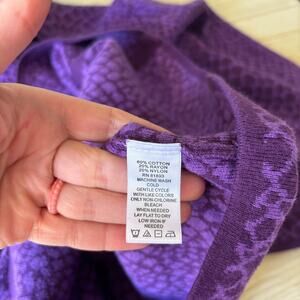 60% COTTON
20% RAYON
20% NYLON
RN 81803
MACHINE WASH
COLD
GENTLE CYCLE
WITH LIKE COLORS
ONLY NON CHLORINE
BLEACH
WHEN NEEDED
LAY FLAT TO DRY
LOW IRON IF
NEEDED